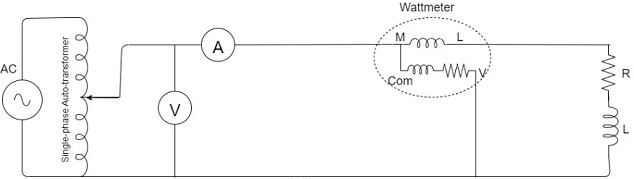 Wattmeter
M L
A
AC
Single-phase Auto-transformer
Com V
R
V
L